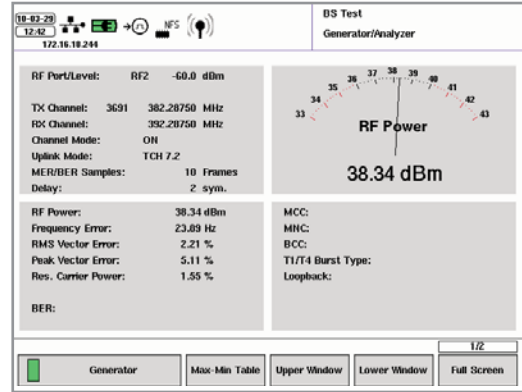 10-03-29
12:42
NFS
172.16.10.244
BS Test
Generator/Analyzer
RF Port/Level: RF2 -60.0 dBm
TX Channel: 3691 382.28750 MHz
RX Channel: 392.28750 MHz
Channel Mode: ON
Uplink Mode: TCH 7.2
MER/BER Samples: 10 Frames
Delay: 2 sym.
33 34 35 36 37 38 39 40 41 42 43
RF Power
38.34 dBm
RF Power: 38.34 dBm
Frequency Error: 23.89 Hz
RMS Vector Error: 2.21 %
Peak Vector Error: 5.11 %
Res. Carrier Power: 1.55 %
BER:
MCC:
MNC:
BCC:
T1/T4 Burst Type:
Loopback:
1/2
Generator
Max-Min Table
Upper Window
Lower Window
Full Screen